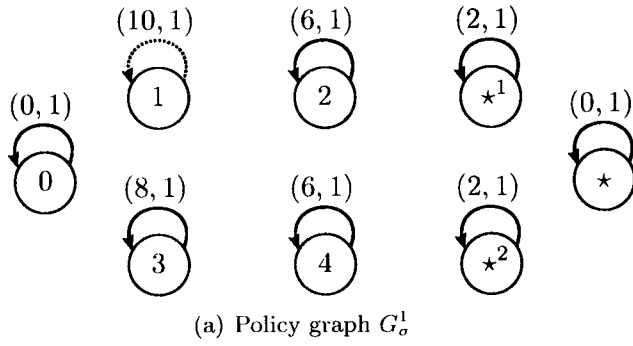 (10, 1) (6, 1) (2, 1)
(0, 1) 1 2 ⋆¹ (0, 1)
0 (8, 1) (6, 1) (2, 1) ⋆
3 4 ⋆²
(a) Policy graph G¹_σ